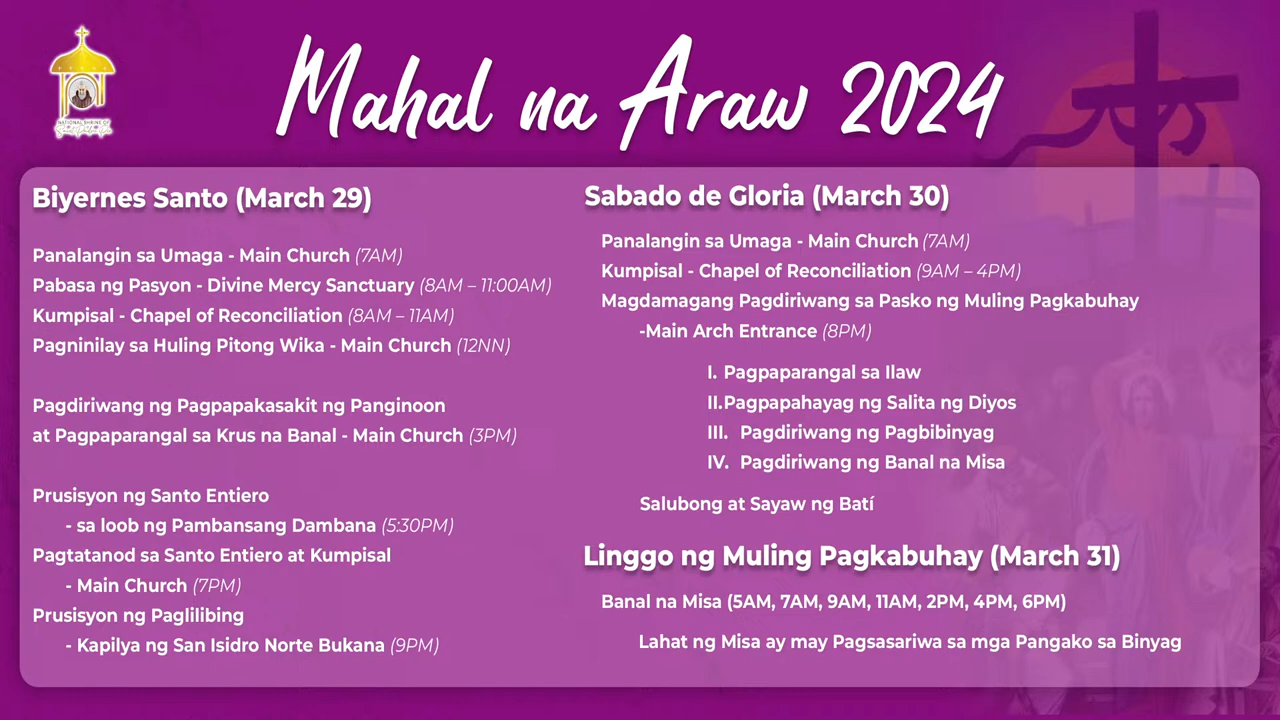 Mahal na Araw 2024
NATIONAL SHRINE OF
Biyernes Santo (March 29)
Panalangin sa Umaga - Main Church (7AM)
Pabasa ng Pasyon - Divine Mercy Sanctuary (8AM – 11:00AM)
Kumpisal - Chapel of Reconciliation (8AM – 11AM)
Pagninilay sa Huling Pitong Wika - Main Church (12NN)
Pagdiriwang ng Pagpapakasakit ng Panginoon
at Pagpaparangal sa Krus na Banal - Main Church (3PM)
Prusisyon ng Santo Entiero
- sa loob ng Pambansang Dambana (5:30PM)
Pagtatanod sa Santo Entiero at Kumpisal
- Main Church (7PM)
Prusisyon ng Paglilibing
- Kapilya ng San Isidro Norte Bukana (9PM)
Sabado de Gloria (March 30)
Panalangin sa Umaga - Main Church (7AM)
Kumpisal - Chapel of Reconciliation (9AM – 4PM)
Magdamagang Pagdiriwang sa Pasko ng Muling Pagkabuhay
-Main Arch Entrance (8PM)
I. Pagpaparangal sa Ilaw
II.Pagpapahayag ng Salita ng Diyos
III. Pagdiriwang ng Pagbibinyag
IV. Pagdiriwang ng Banal na Misa
Salubong at Sayaw ng Batí
Linggo ng Muling Pagkabuhay (March 31)
Banal na Misa (5AM, 7AM, 9AM, 11AM, 2PM, 4PM, 6PM)
Lahat ng Misa ay may Pagsasariwa sa mga Pangako sa Binyag